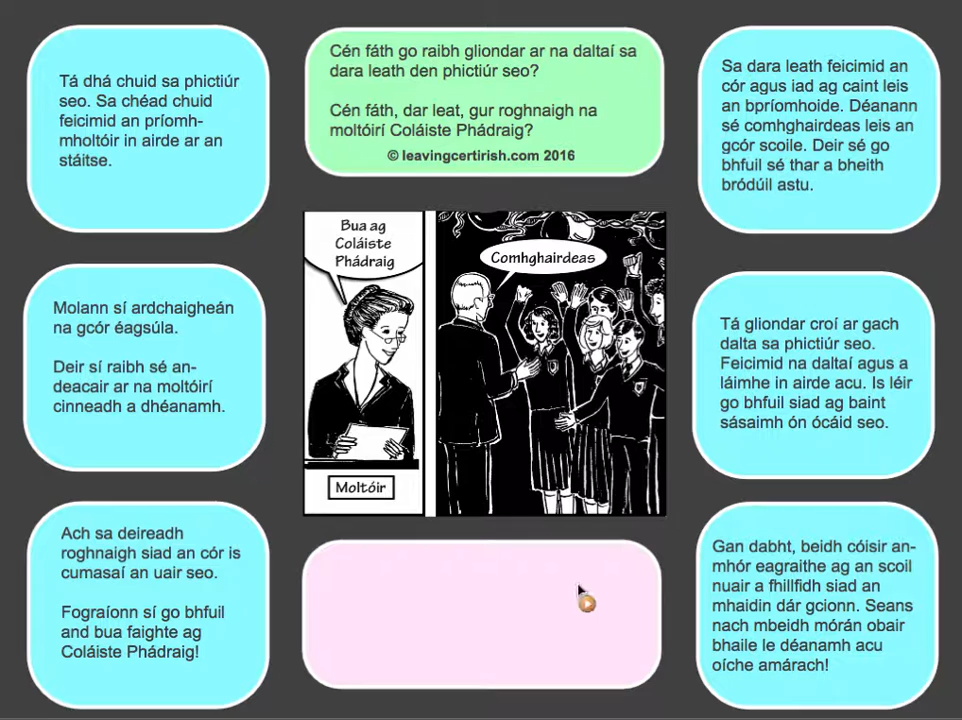 Tá dhá chuid sa phictiúr
seo. Sa chéad chuid
feicimid an príomh-
mholtóir in airde ar an
stáitse.
Molann sí ardchaigheán
na gcór éagsúla.
Deir sí raibh sé an-
deacair ar na moltóirí
cinneadh a dhéanamh.
Ach sa deireadh
roghnaigh siad an cór is
cumasaí an uair seo.
Fograíonn sí go bhfuil
and bua faighte ag
Coláiste Phádraig!
Cén fáth go raibh gliondar ar na daltaí sa
dara leath den phictiúr seo?
Cén fáth, dar leat, gur roghnaigh na
moltóirí Coláiste Phádraig?
© leavingcertirish.com 2016
Bua ag
Coláiste
Phádraig
Moltóir
Comhghairdeas
Sa dara leath feicimid an
cór agus iad ag caint leis
an bpríomhoide. Déanann
sé comhghairdeas leis an
gcór scoile. Deir sé go
bhfuil sé thar a bheith
bródúil astu.
Tá gliondar croí ar gach
dalta sa phictiúr seo.
Feicimid na daltaí agus a
láimhe in airde acu. Is léir
go bhfuil siad ag baint
sásaimh ón ócáid seo.
Gan dabht, beidh cóisir an-
mhór eagraithe ag an scoil
nuair a fhillfidh siad an
mhaidin dár gcionn. Seans
nach mbeidh mórán obair
bhaile le déanamh acu
oíche amárach!